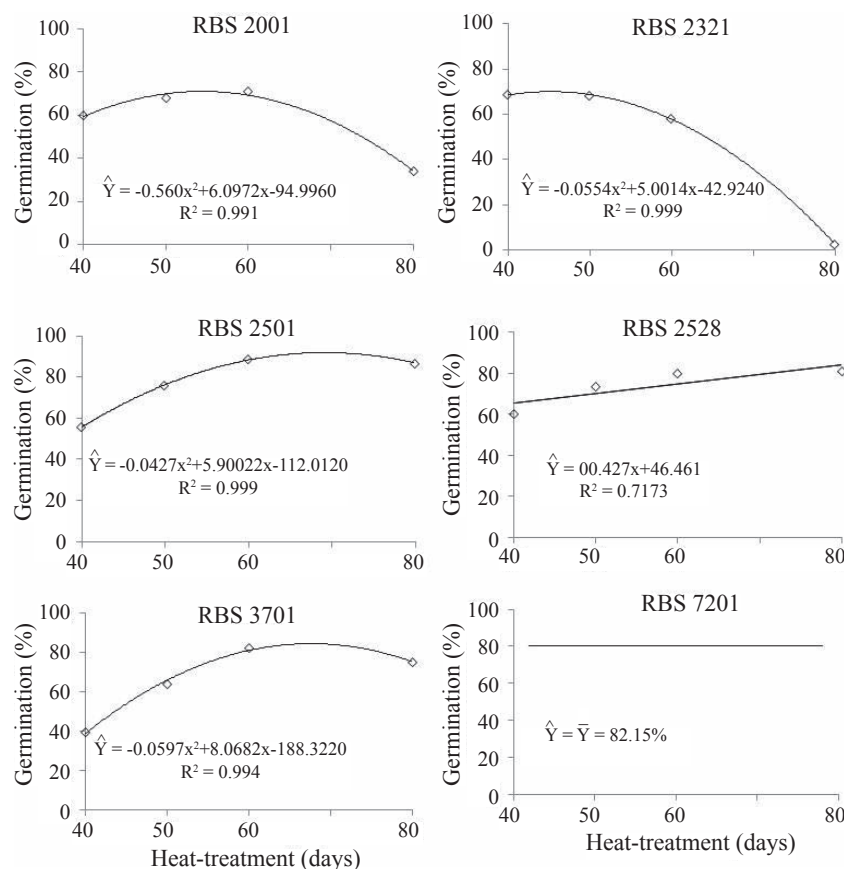 RBS 2001
Germination (%)
100
80
60
40
20
0
Ŷ = -0.560x²+6.0972x-94.9960
R² = 0.991
40 50 60 80
RBS 2321
Germination (%)
100
80
60
40
20
0
Ŷ = -0.0554x²+5.0014x-42.9240
R² = 0.999
40 50 60 80
RBS 2501
Germination (%)
100
80
60
40
20
0
Ŷ = -0.0427x²+5.90022x-112.0120
R² = 0.999
40 50 60 80
RBS 2528
Germination (%)
100
80
60
40
20
0
Ŷ = 00.427x+46.461
R² = 0.7173
40 50 60 80
RBS 3701
Germination (%)
100
80
60
40
20
0
Ŷ = -0.0597x²+8.0682x-188.3220
R² = 0.994
40 50 60 80
Heat-treatment (days)
RBS 7201
Germination (%)
100
80
60
40
20
0
Ŷ = Y̅ = 82.15%
40 50 60 80
Heat-treatment (days)